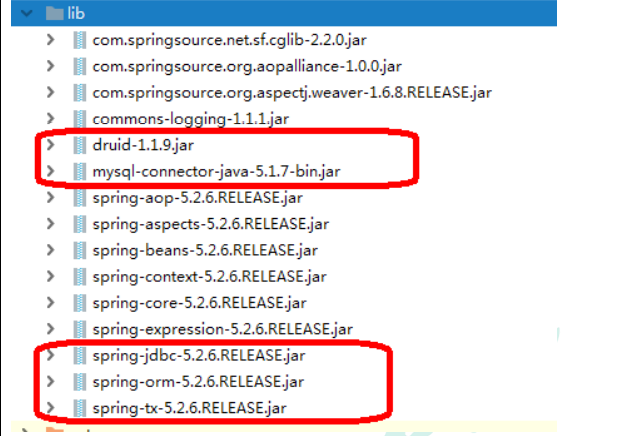 lib
com.springsource.net.sf.cglib-2.2.0.jar
com.springsource.org.aopalliance-1.0.0.jar
com.springsource.org.aspectj.weaver-1.6.8.RELEASE.jar
commons-logging-1.1.1.jar
druid-1.1.9.jar
mysql-connector-java-5.1.7-bin.jar
spring-aop-5.2.6.RELEASE.jar
spring-aspects-5.2.6.RELEASE.jar
spring-beans-5.2.6.RELEASE.jar
spring-context-5.2.6.RELEASE.jar
spring-core-5.2.6.RELEASE.jar
spring-expression-5.2.6.RELEASE.jar
spring-jdbc-5.2.6.RELEASE.jar
spring-orm-5.2.6.RELEASE.jar
spring-tx-5.2.6.RELEASE.jar